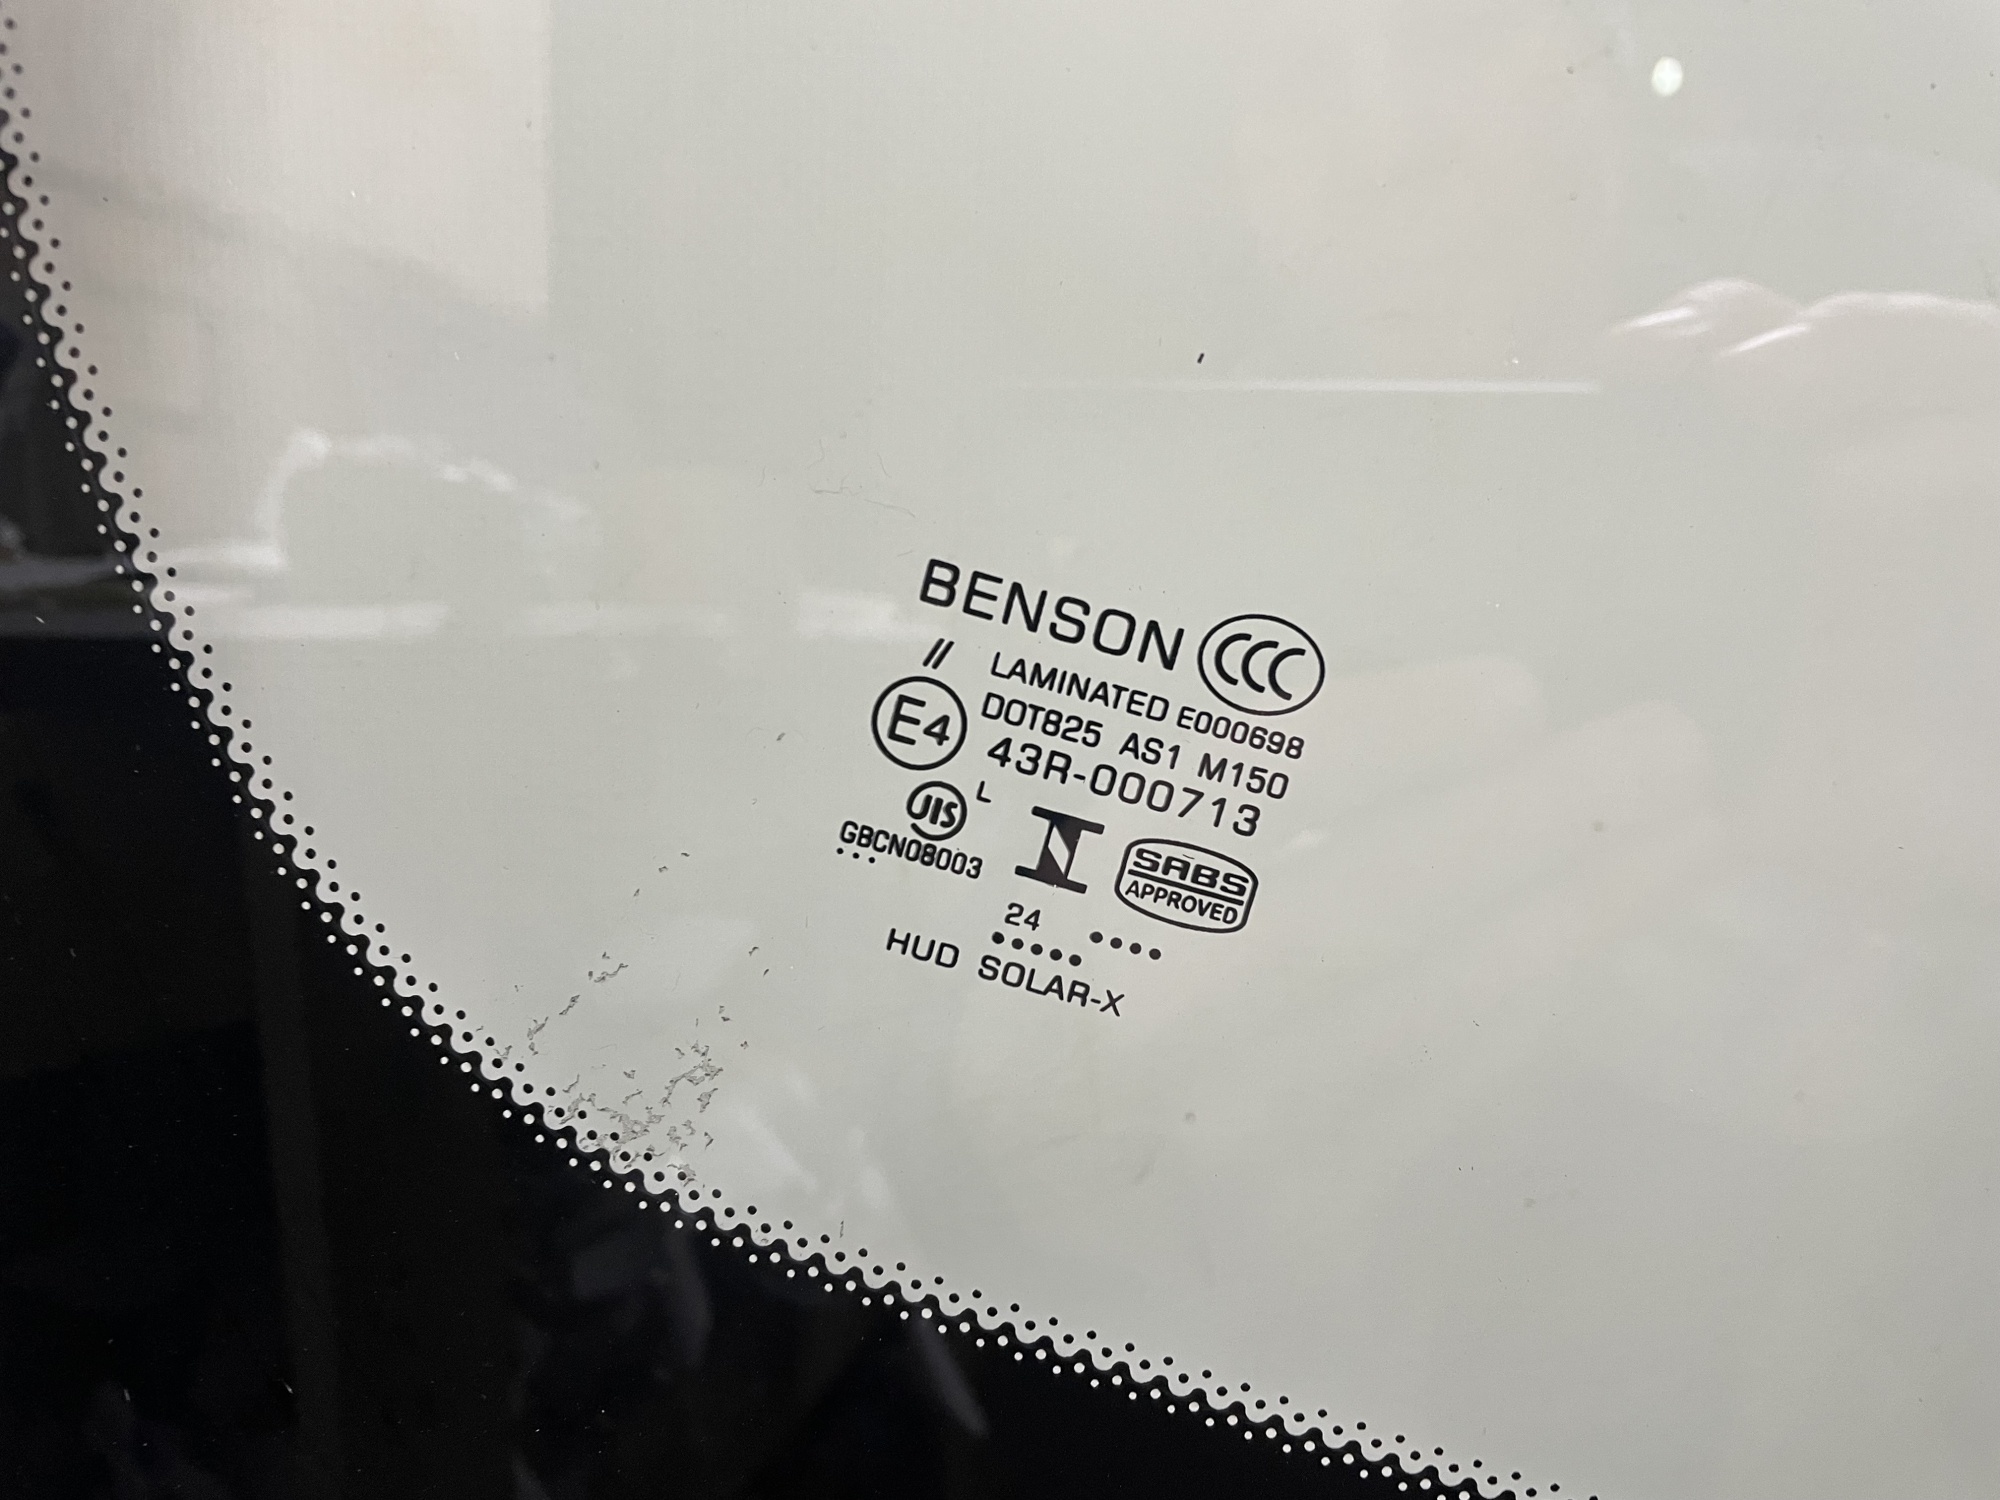 BENSON CCC
// LAMINATED E000698
E4 DOT825 AS1 M150
43R-000713
JIS L
GBCN08003
SABS
APPROVED
24
HUD SOLAR-X